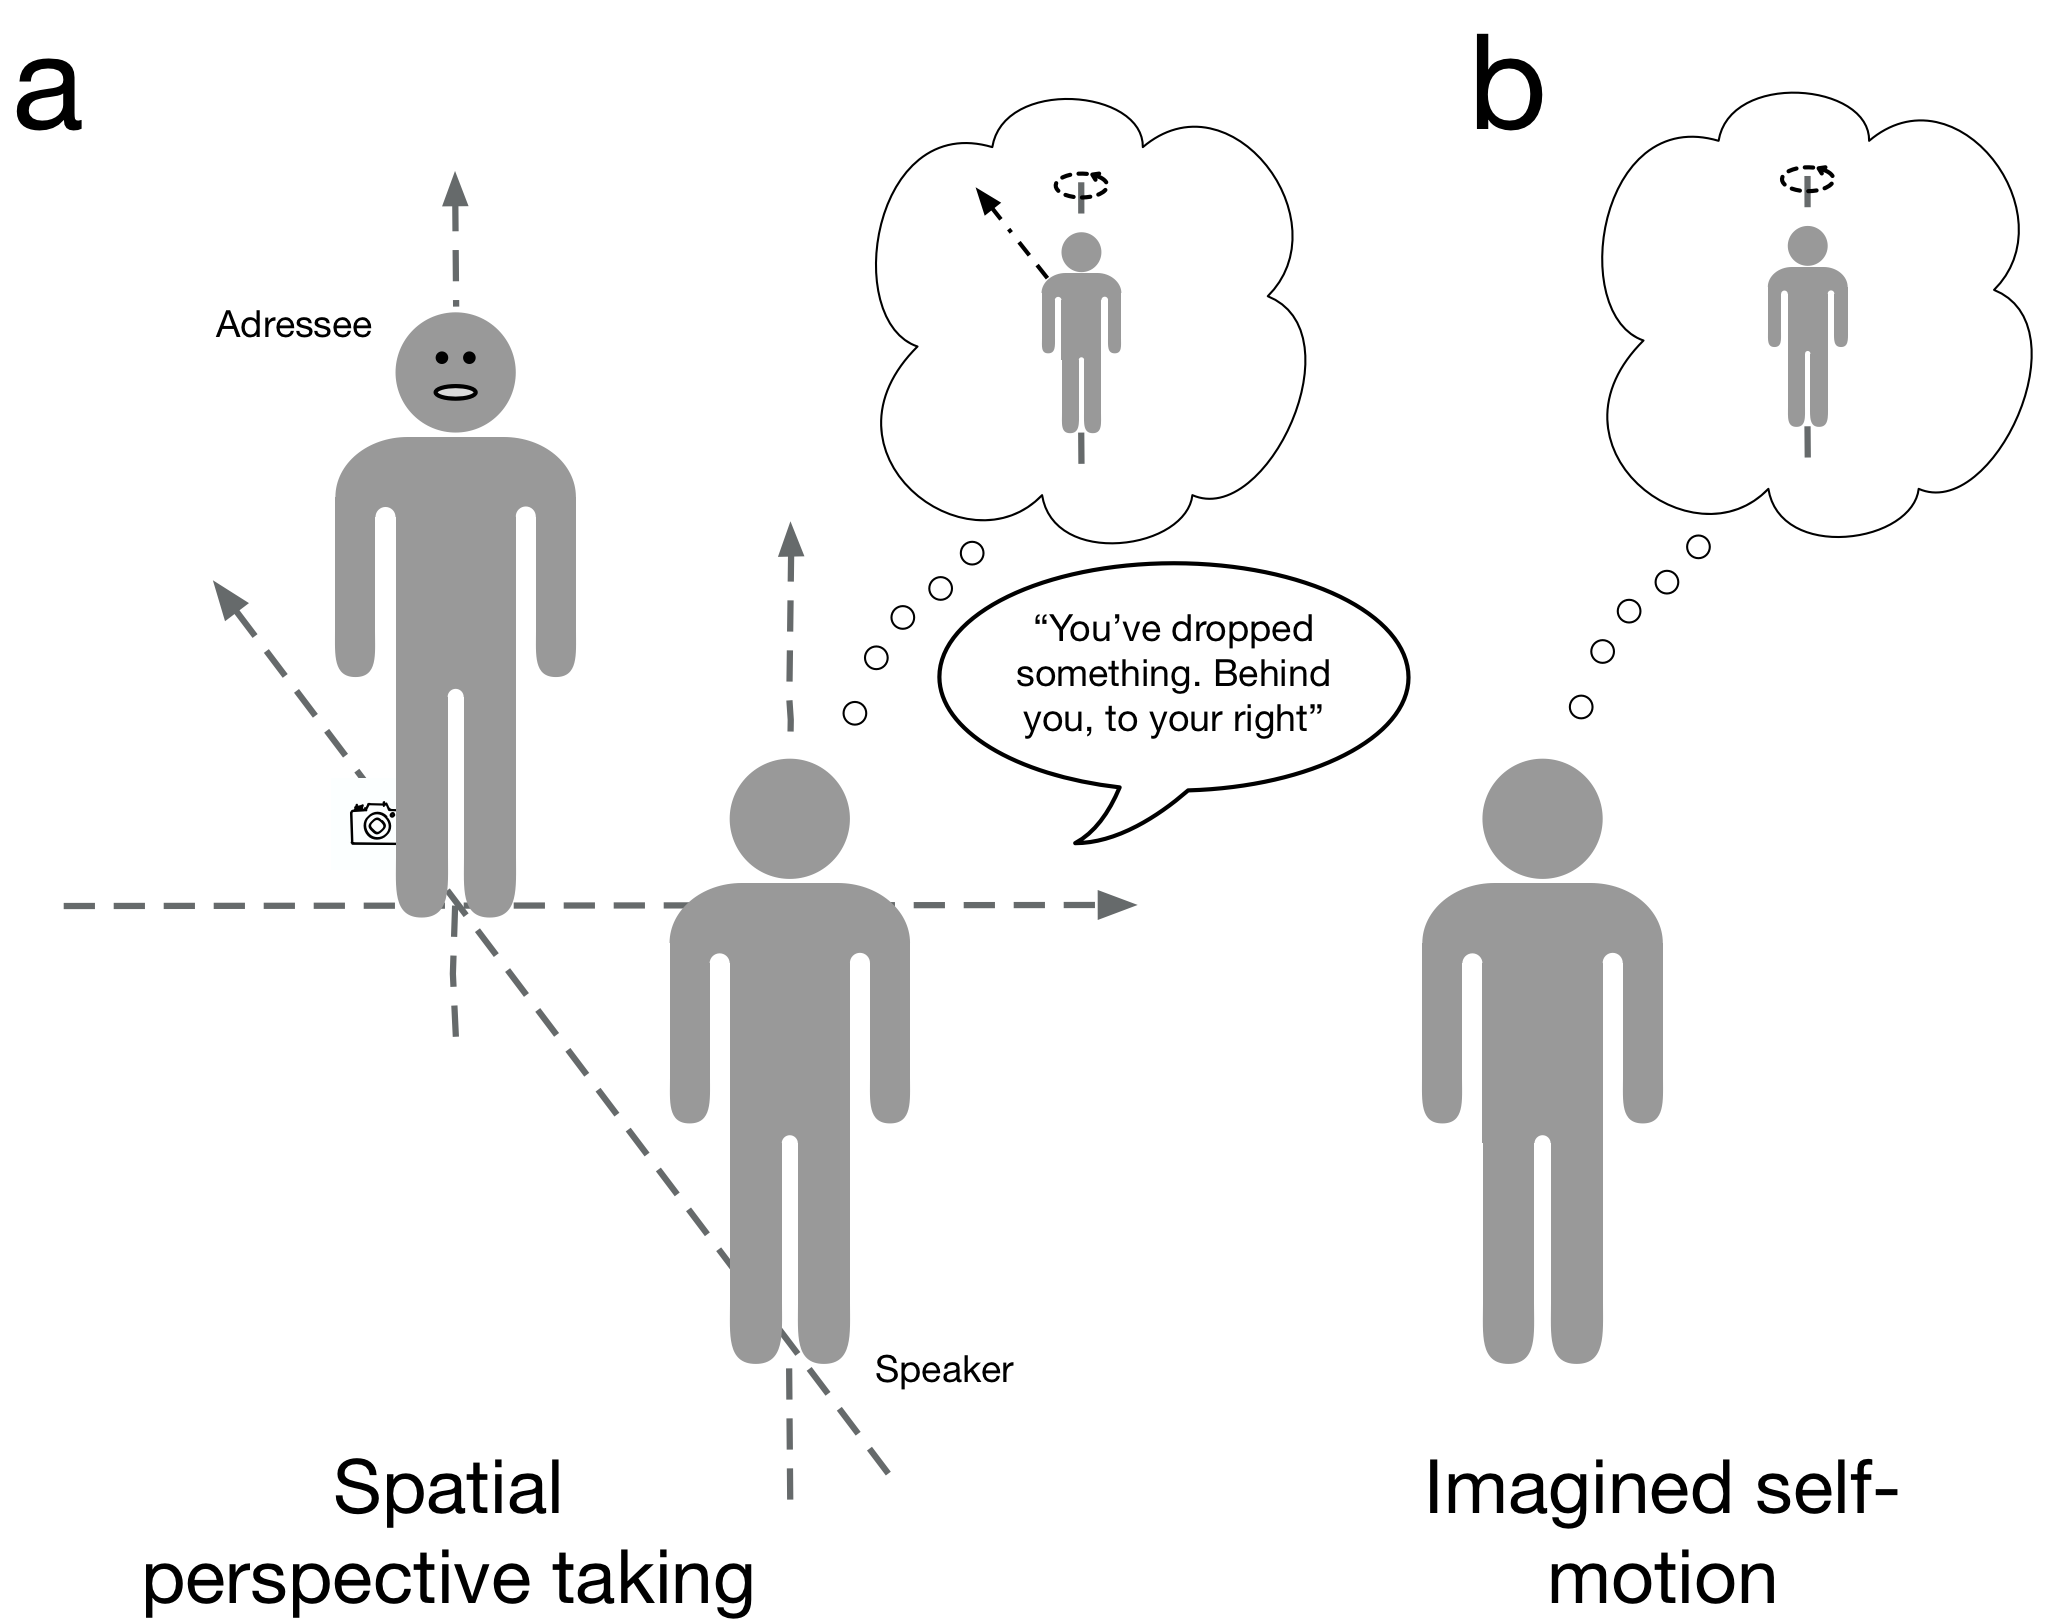 a
b
Adressee
“You’ve dropped
something. Behind
you, to your right”
Speaker
Spatial
perspective taking
Imagined self-
motion